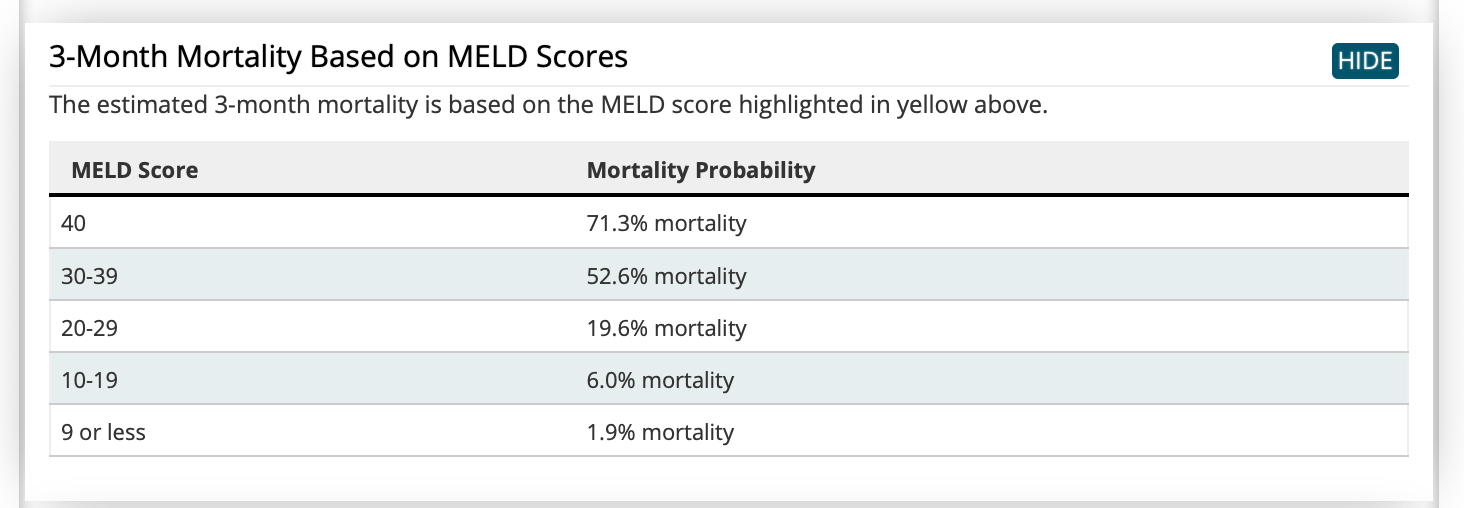 3-Month Mortality Based on MELD Scores HIDE
The estimated 3-month mortality is based on the MELD score highlighted in yellow above.
MELD Score Mortality Probability
40 71.3% mortality
30-39 52.6% mortality
20-29 19.6% mortality
10-19 6.0% mortality
9 or less 1.9% mortality